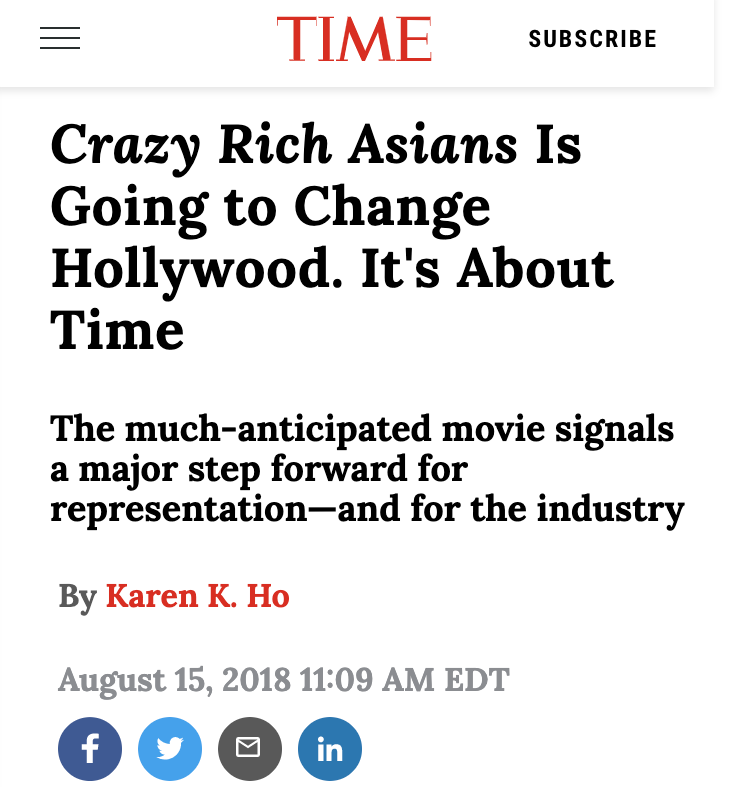 TIME
SUBSCRIBE
Crazy Rich Asians Is
Going to Change
Hollywood. It's About
Time
The much-anticipated movie signals
a major step forward for
representation—and for the industry
By Karen K. Ho
August 15, 2018 11:09 AM EDT
f
in